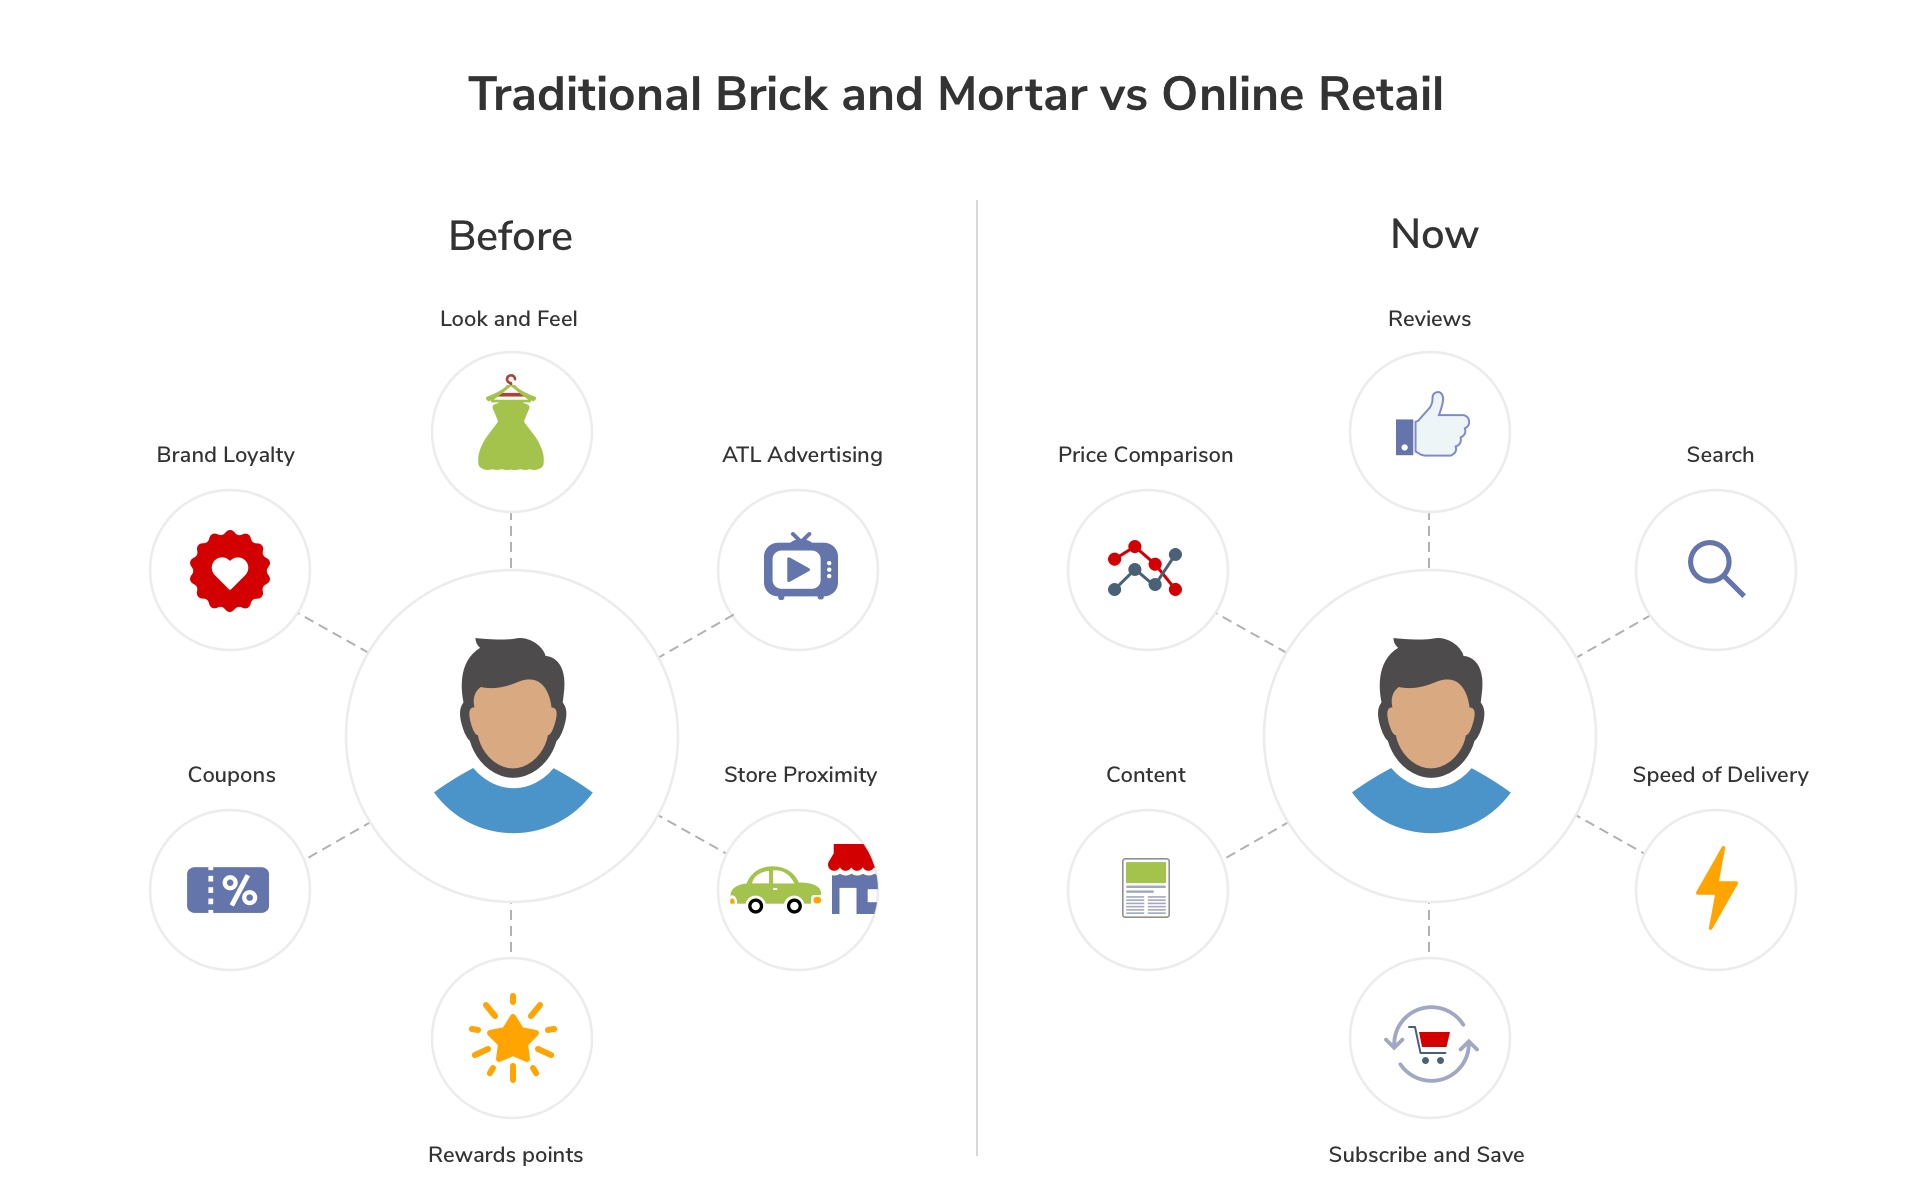 Traditional Brick and Mortar vs Online Retail
Before
Look and Feel
Brand Loyalty
ATL Advertising
Coupons
Store Proximity
%
Rewards points
Now
Reviews
Price Comparison
Search
Content
Speed of Delivery
Subscribe and Save